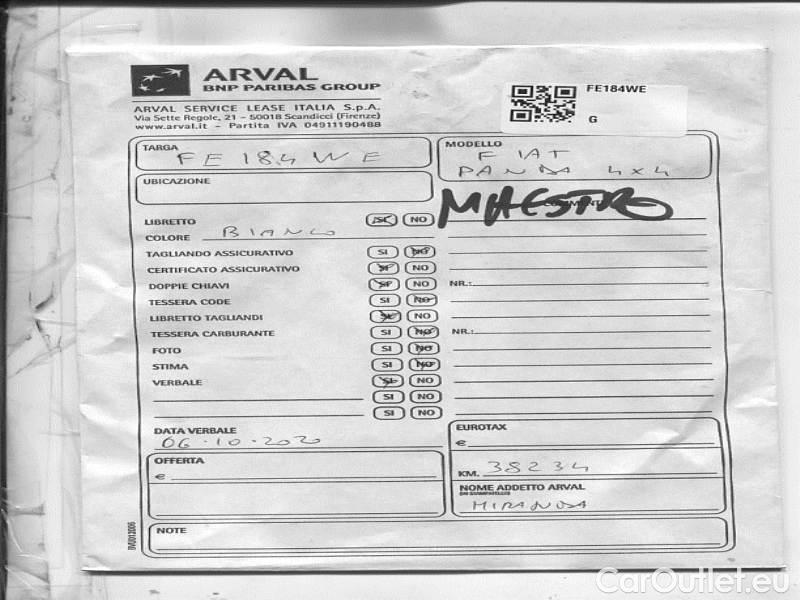 ARVAL
BNP PARIBAS GROUP
ARVAL SERVICE LEASE ITALIA S.p.A.
Via Sette Regole, 21 - 50018 Scandicci (Firenze)
www.arval.it - Partita IVA 04911190488
FE184WE
G
TARGA FE 184 WE
MODELLO FIAT
PANDA 4x4
UBICAZIONE
MAESTRO
LIBRETTO SI NO
COLORE BIANCO
TAGLIANDO ASSICURATIVO SI NO
CERTIFICATO ASSICURATIVO SI NO
DOPPIE CHIAVI SI NO NR.:
TESSERA CODE SI NO
LIBRETTO TAGLIANDI SI NO
TESSERA CARBURANTE SI NO NR.:
FOTO SI NO
STIMA SI NO
VERBALE SI NO
SI NO
SI NO
DATA VERBALE
06.10.2020
EUROTAX
€
OFFERTA
€
KM. 38234
NOME ADDETTO ARVAL
MIRANDA
NOTE
CarOutlet.eu